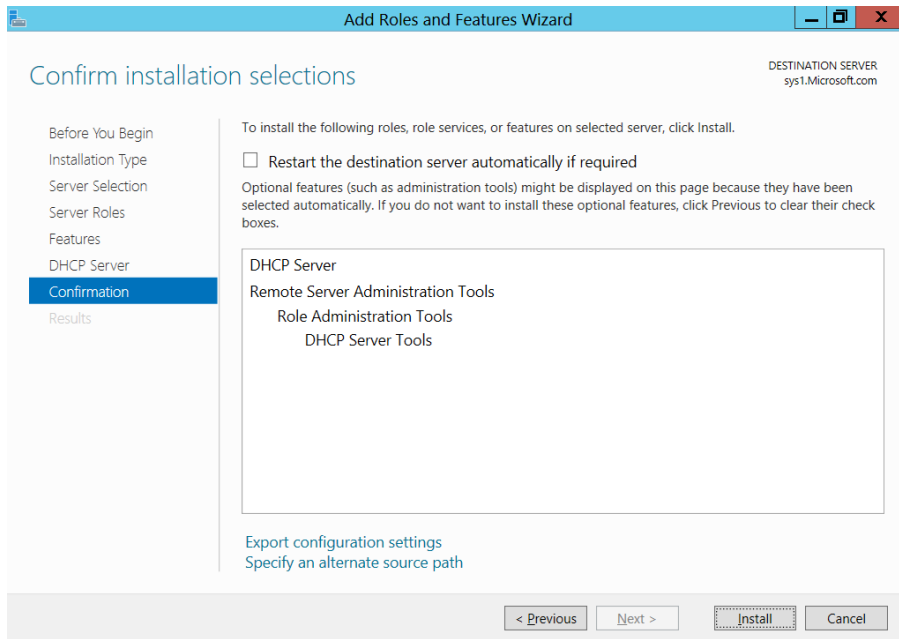 Add Roles and Features Wizard
Confirm installation selections
DESTINATION SERVER
sys1.Microsoft.com
Before You Begin
Installation Type
Server Selection
Server Roles
Features
DHCP Server
Confirmation
Results
To install the following roles, role services, or features on selected server, click Install.
Restart the destination server automatically if required
Optional features (such as administration tools) might be displayed on this page because they have been
selected automatically. If you do not want to install these optional features, click Previous to clear their check
boxes.
DHCP Server
Remote Server Administration Tools
Role Administration Tools
DHCP Server Tools
Export configuration settings
Specify an alternate source path
< Previous
Next >
Install
Cancel